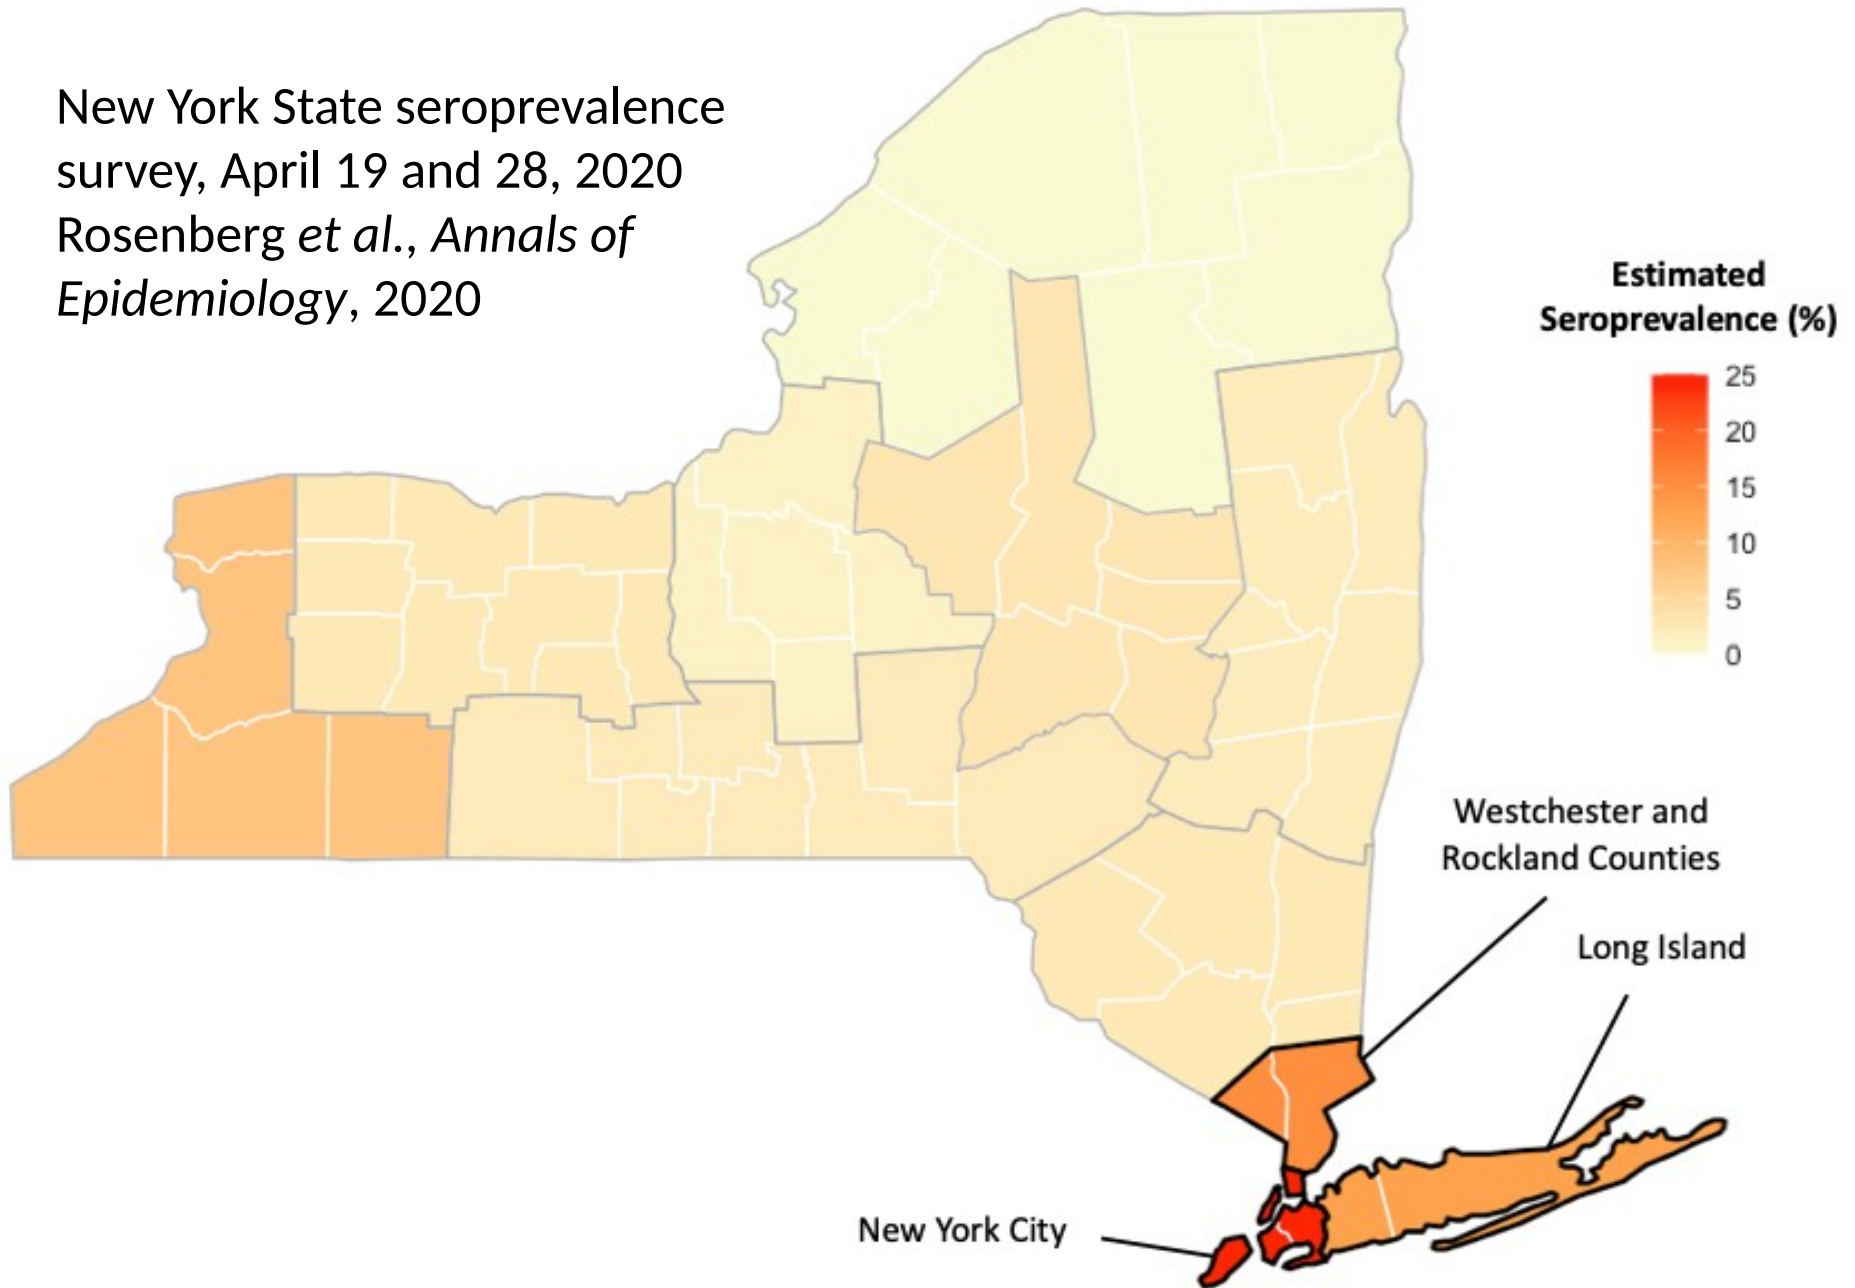 New York State seroprevalence
survey, April 19 and 28, 2020
Rosenberg et al., Annals of
Epidemiology, 2020
Estimated
Seroprevalence (%)
25
20
15
10
5
0
Westchester and
Rockland Counties
Long Island
New York City